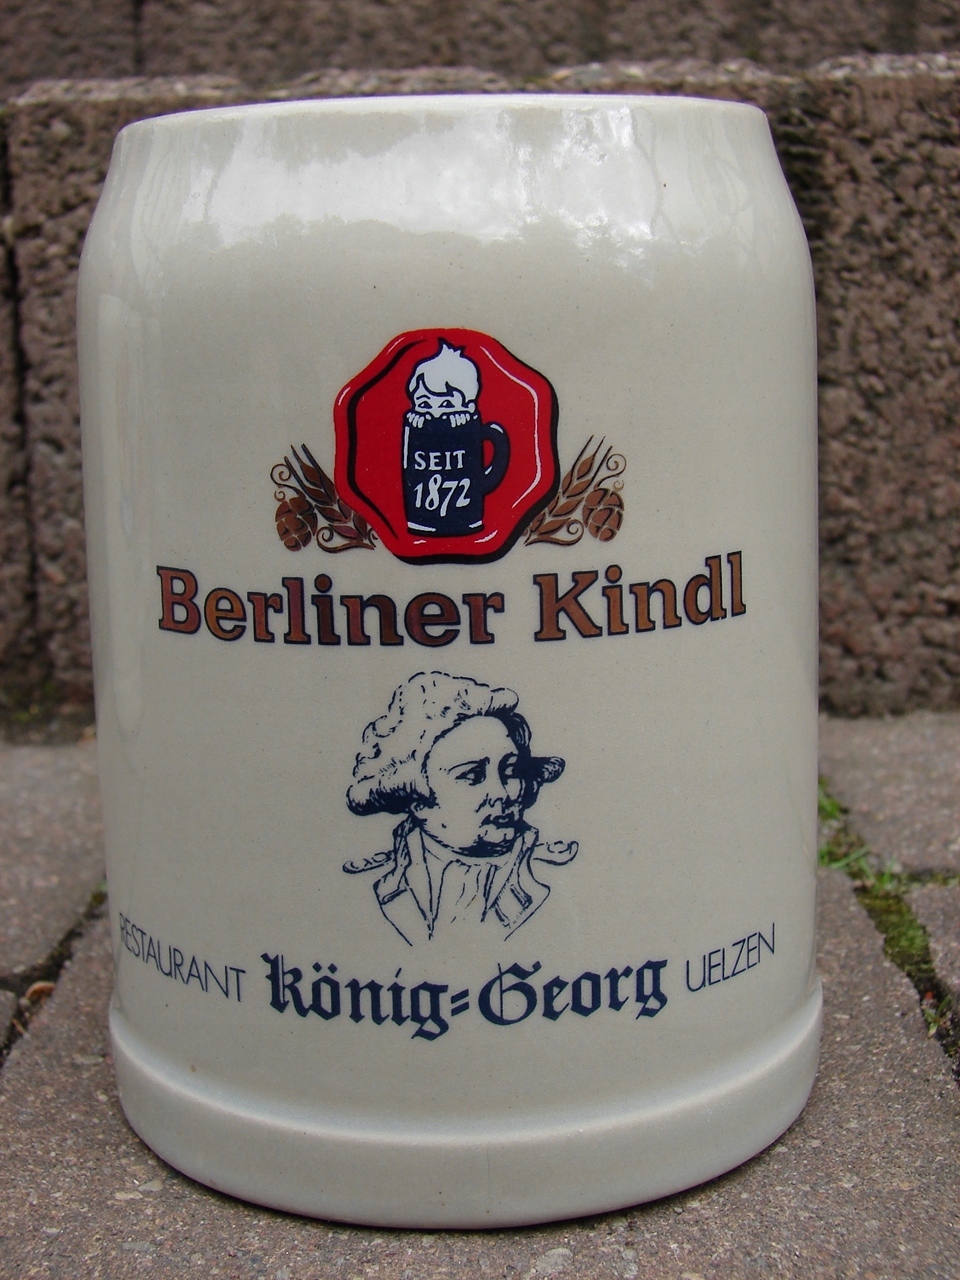 SEIT
1872
Berliner Kindl
RESTAURANT König=Georg UELZEN